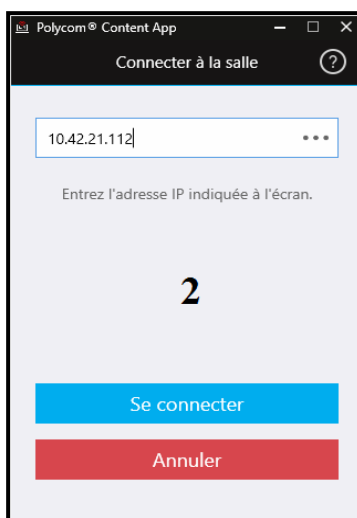 Polycom® Content App
Connecter à la salle
?
10.42.21.112
Entrez l'adresse IP indiquée à l'écran.
2
Se connecter
Annuler